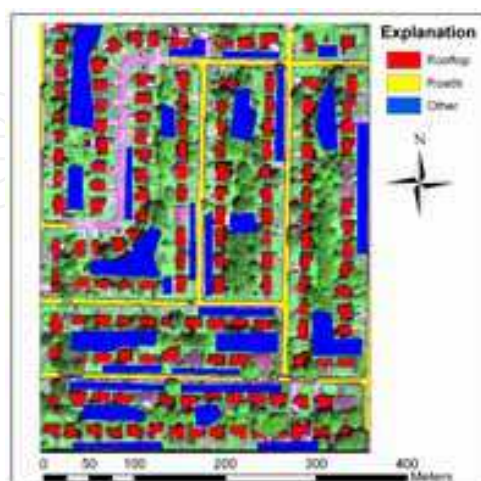 Explanation
Rooftop
Roads
Other
N
0 50 100 200 300 400
Meters